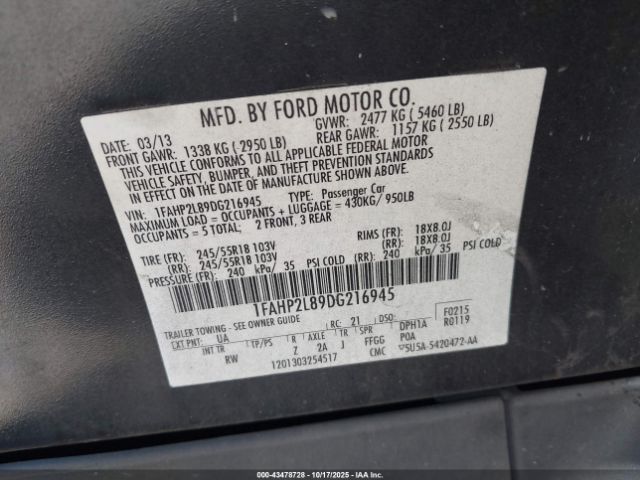 MFD. BY FORD MOTOR CO.
DATE: 03/13 GVWR: 2477 KG ( 5460 LB)
FRONT GAWR: 1338 KG ( 2950 LB) REAR GAWR: 1157 KG ( 2550 LB)
THIS VEHICLE CONFORMS TO ALL APPLICABLE FEDERAL MOTOR
VEHICLE SAFETY, BUMPER, AND THEFT PREVENTION STANDARDS
IN EFFECT ON THE DATE OF MANUFACTURE SHOWN ABOVE.
VIN: 1FAHP2L89DG216945 TYPE: Passenger Car
MAXIMUM LOAD = OCCUPANTS + LUGGAGE = 430KG/ 950LB
OCCUPANTS = 5 TOTAL; 2 FRONT, 3 REAR
TIRE (FR): 245/55R18 103V RIMS (FR): 18X8.0J
(RR): 245/55R18 103V (RR): 18X8.0J
PRESSURE (FR): 240 kPa/ 35 PSI COLD (RR): 240 kPa/ 35 PSI COLD
1FAHP2L89DG216945
TRAILER TOWING - SEE OWNER GUIDE RC: 21 DSO: F0215
EXT PNT: UA R0119
INT TR TP/PS R AXLE TR SPR DPH1A
RW Z 2A J FFGG POA
1201303254517 CMC ▽5U5A-5420472-AA
000-43478728 - 10/17/2025 - IAAI Inc. Copyright